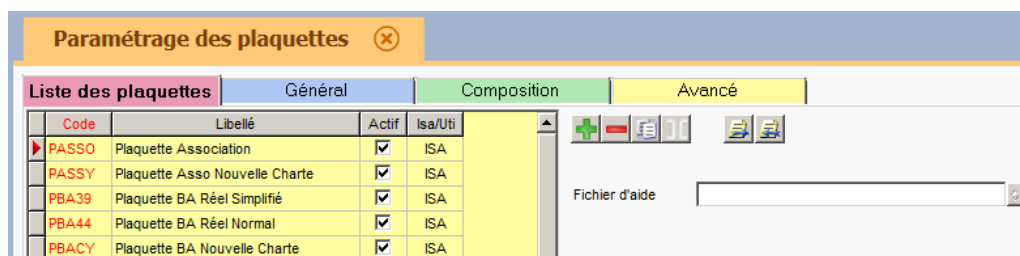 Paramétrage des plaquettes
Liste des plaquettes Général Composition Avancé
Code Libellé Actif Isa/Uti
PASSO Plaquette Association ISA
PASSY Plaquette Asso Nouvelle Charte ISA
Fichier d'aide
PBA39 Plaquette BA Réel Simplifié ISA
PBA44 Plaquette BA Réel Normal ISA
PBACY Plaquette BA Nouvelle Charte ISA